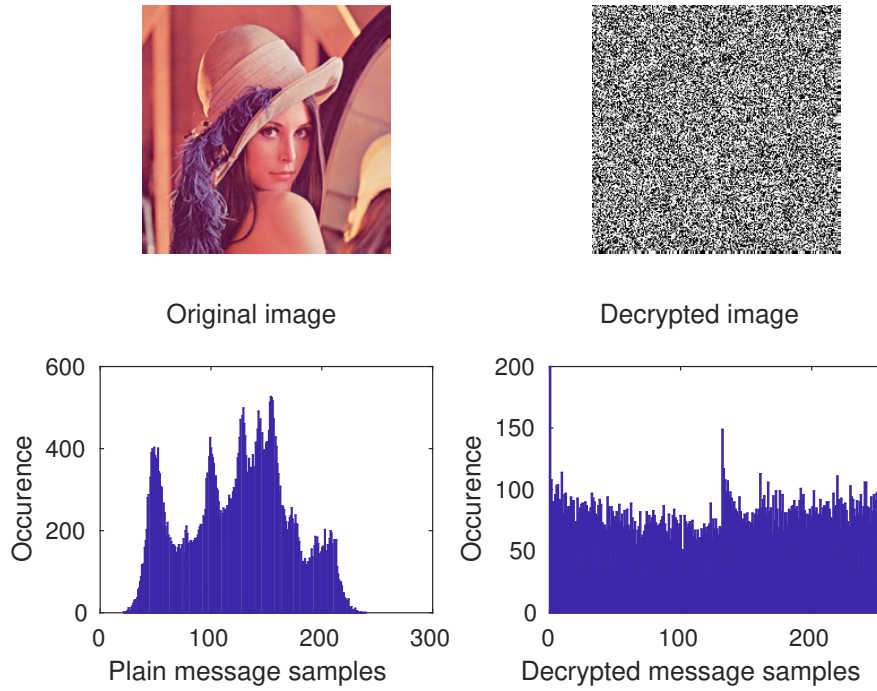 Original image
Decrypted image
600
400
200
0
Occurence
0 100 200 300
Plain message samples
200
150
100
50
0
Occurence
0 100 200
Decrypted message samples